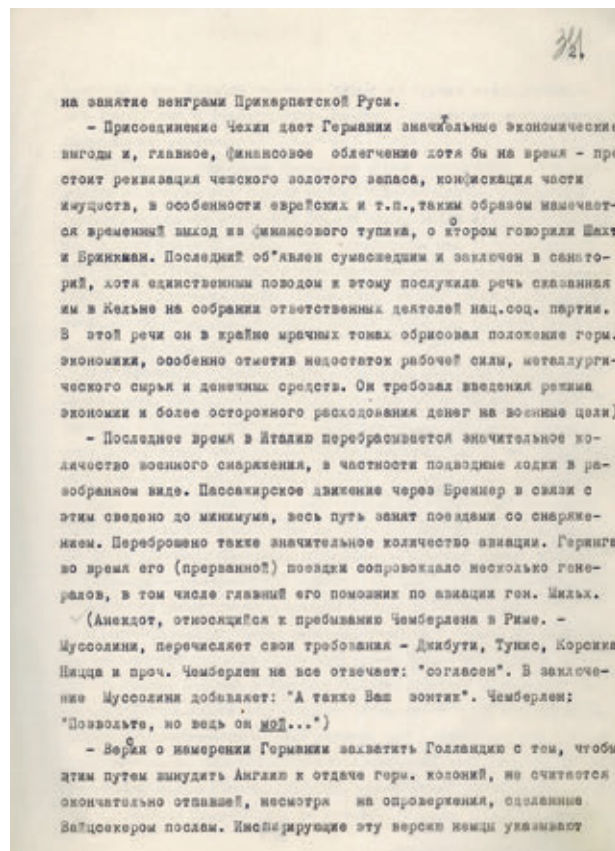 34
2.
на занятие венграми Прикарпатской Руси.
- Присоединение Чехии дает Германии значительные экономические
выгоды и, главное, финансовое облегчение хотя бы на время - пре
стоит реквизация чешского золотого запаса, конфискация части
имуществ, в особенности еврейских и т.п.,таким образом намечает-
ся временный выход из финансового тупика, о котором говорили Шахт
и Бринкман. Последний об"явлен сумасшедшим и заключен в санато-
рий, хотя единственным поводом к этому послужила речь сказанная
им в Кельне на собрании ответственных деятелей нац.соц. партии.
В этой речи он в крайне мрачных тонах обрисовал положение герм.
экономики, особенно отметив недостаток рабочей силы, металлурги-
ческого сырья и денежных средств. Он требовал введения режима
экономии и более осторожного расходования денег на военные цели)
- Последнее время в Италию перебрасывается значительное ко-
личество военного снаряжения, в частности подводные лодки в ра-
зобранном виде. Пассажирское движение через Бреннер в связи с
этим сведено до минимума, весь путь занят поездами со снаряже-
нием. Переброшено также значительное количество авиации. Геринга
во время его (прерванной) поездки сопровождало несколько гене-
ралов, в том числе главный его помощник по авиации ген. Мильх.
(Анекдот, относящийся к пребыванию Чемберлена в Риме. -
Муссолини, перечисляет свои требования - Джибути, Тунис, Корсика
Ницца и проч. Чемберлен на все отвечает: "согласен". В заключе-
ние Муссолини добавляет: "А также Ваш зонтик". Чемберлен:
"Позвольте, но ведь он мой...")
- Версия о намерении Германии захватить Голландию с тем, чтобы
этим путем вынудить Англию к отдаче герм. колоний, не считается
окончательно отпавшей, несмотря на опровержения, сделанные
Вайцсекером послам. Инспирирующие эту версию немцы указывают